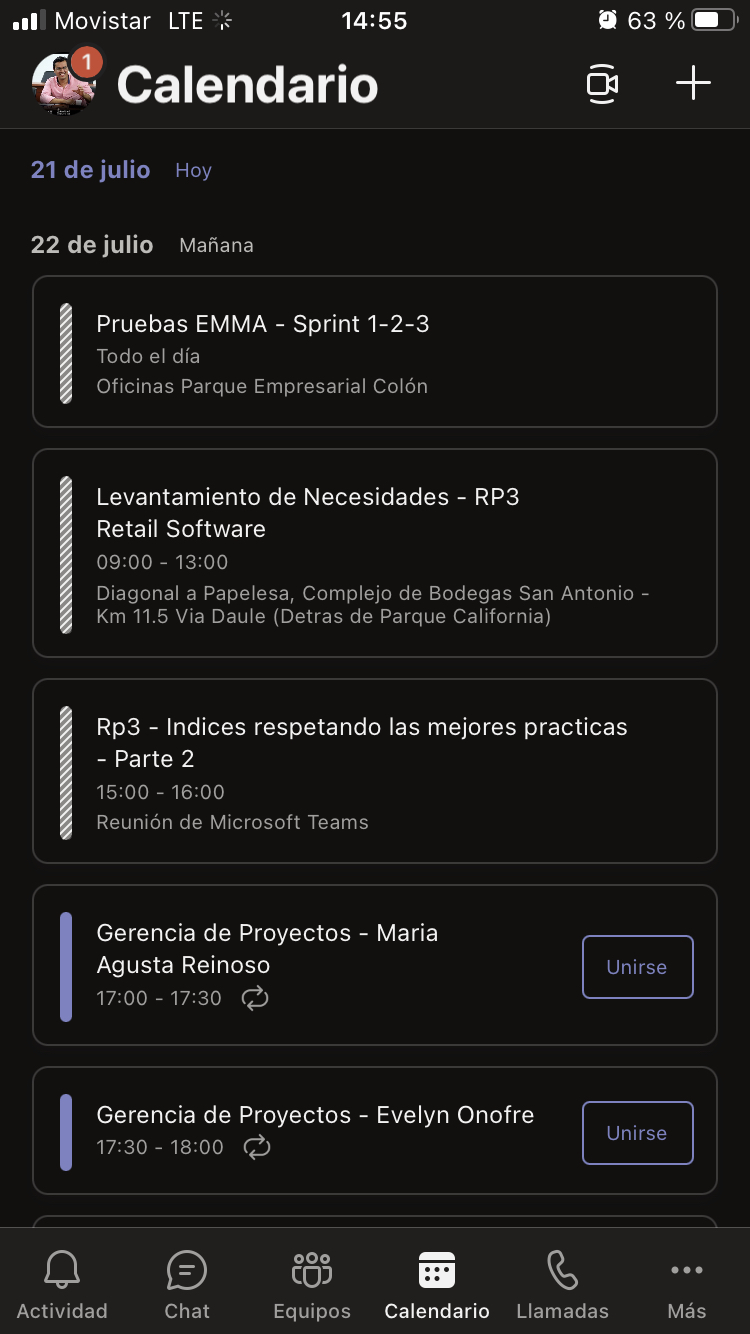 Movistar LTE 14:55 63 %
1
Calendario
21 de julio Hoy
22 de julio Mañana
Pruebas EMMA - Sprint 1-2-3
Todo el día
Oficinas Parque Empresarial Colón
Levantamiento de Necesidades - RP3
Retail Software
09:00 - 13:00
Diagonal a Papelesa, Complejo de Bodegas San Antonio -
Km 11.5 Via Daule (Detras de Parque California)
Rp3 - Indices respetando las mejores practicas
- Parte 2
15:00 - 16:00
Reunión de Microsoft Teams
Gerencia de Proyectos - Maria
Agusta Reinoso
17:00 - 17:30
Unirse
Gerencia de Proyectos - Evelyn Onofre
17:30 - 18:00
Unirse
Actividad Chat Equipos Calendario Llamadas Más